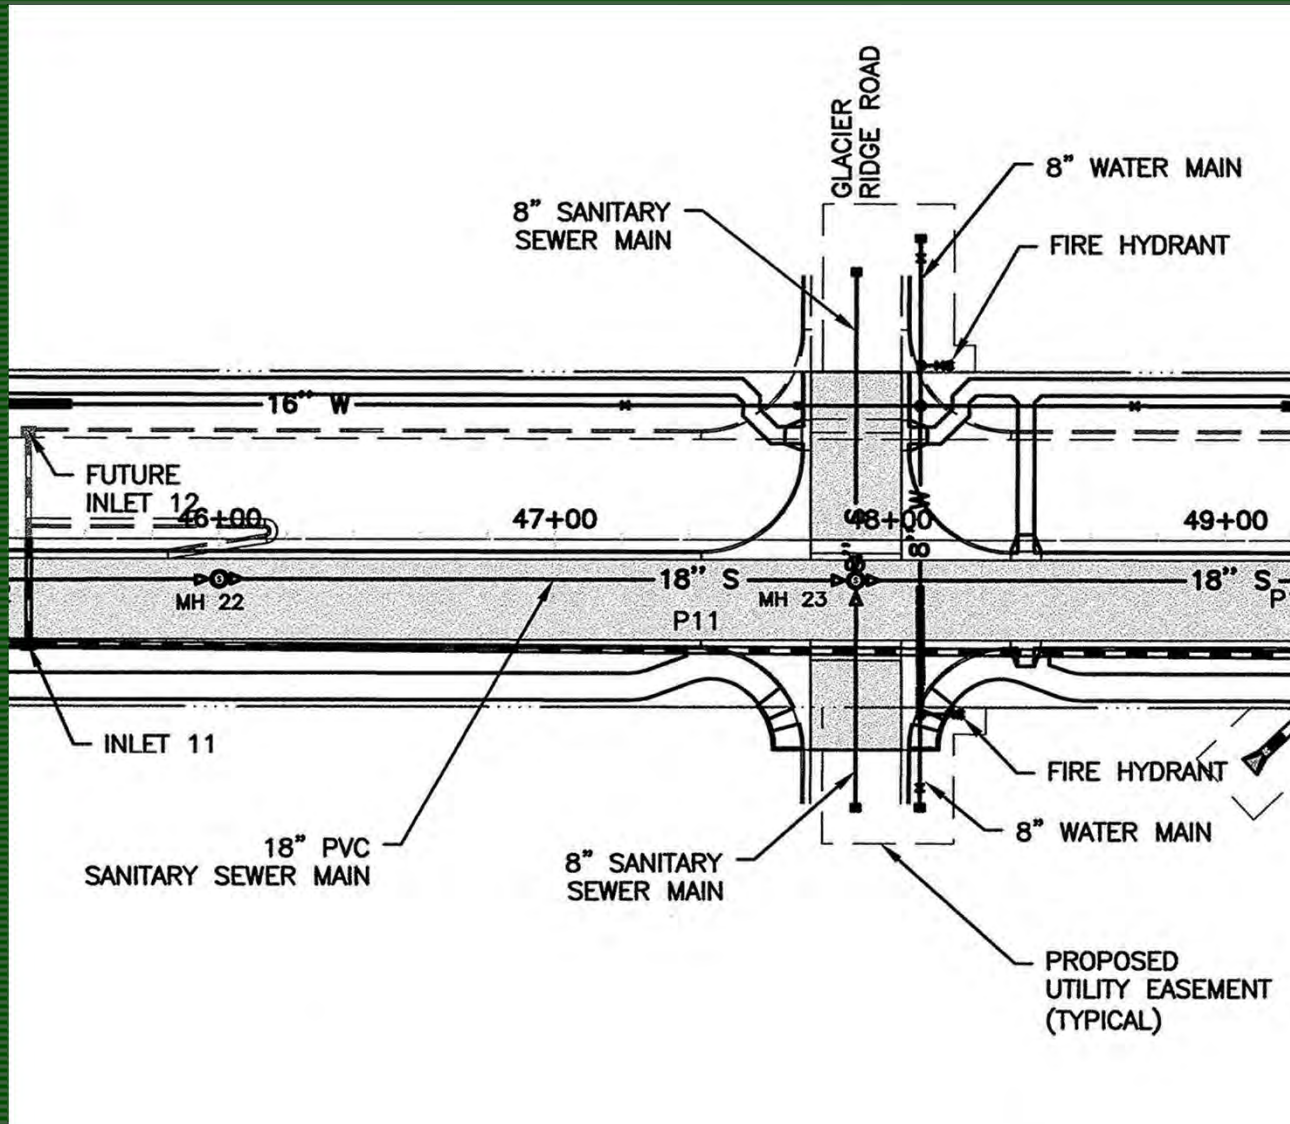 GLACIER
RIDGE ROAD
8" WATER MAIN
8" SANITARY
SEWER MAIN
FIRE HYDRANT
16" W
FUTURE
INLET 12
46+00
47+00
48+00
49+00
8" S
8" W
18" S
18" S
MH 22
MH 23
P11
INLET 11
FIRE HYDRANT
8" WATER MAIN
18" PVC
SANITARY SEWER MAIN
8" SANITARY
SEWER MAIN
PROPOSED
UTILITY EASEMENT
(TYPICAL)